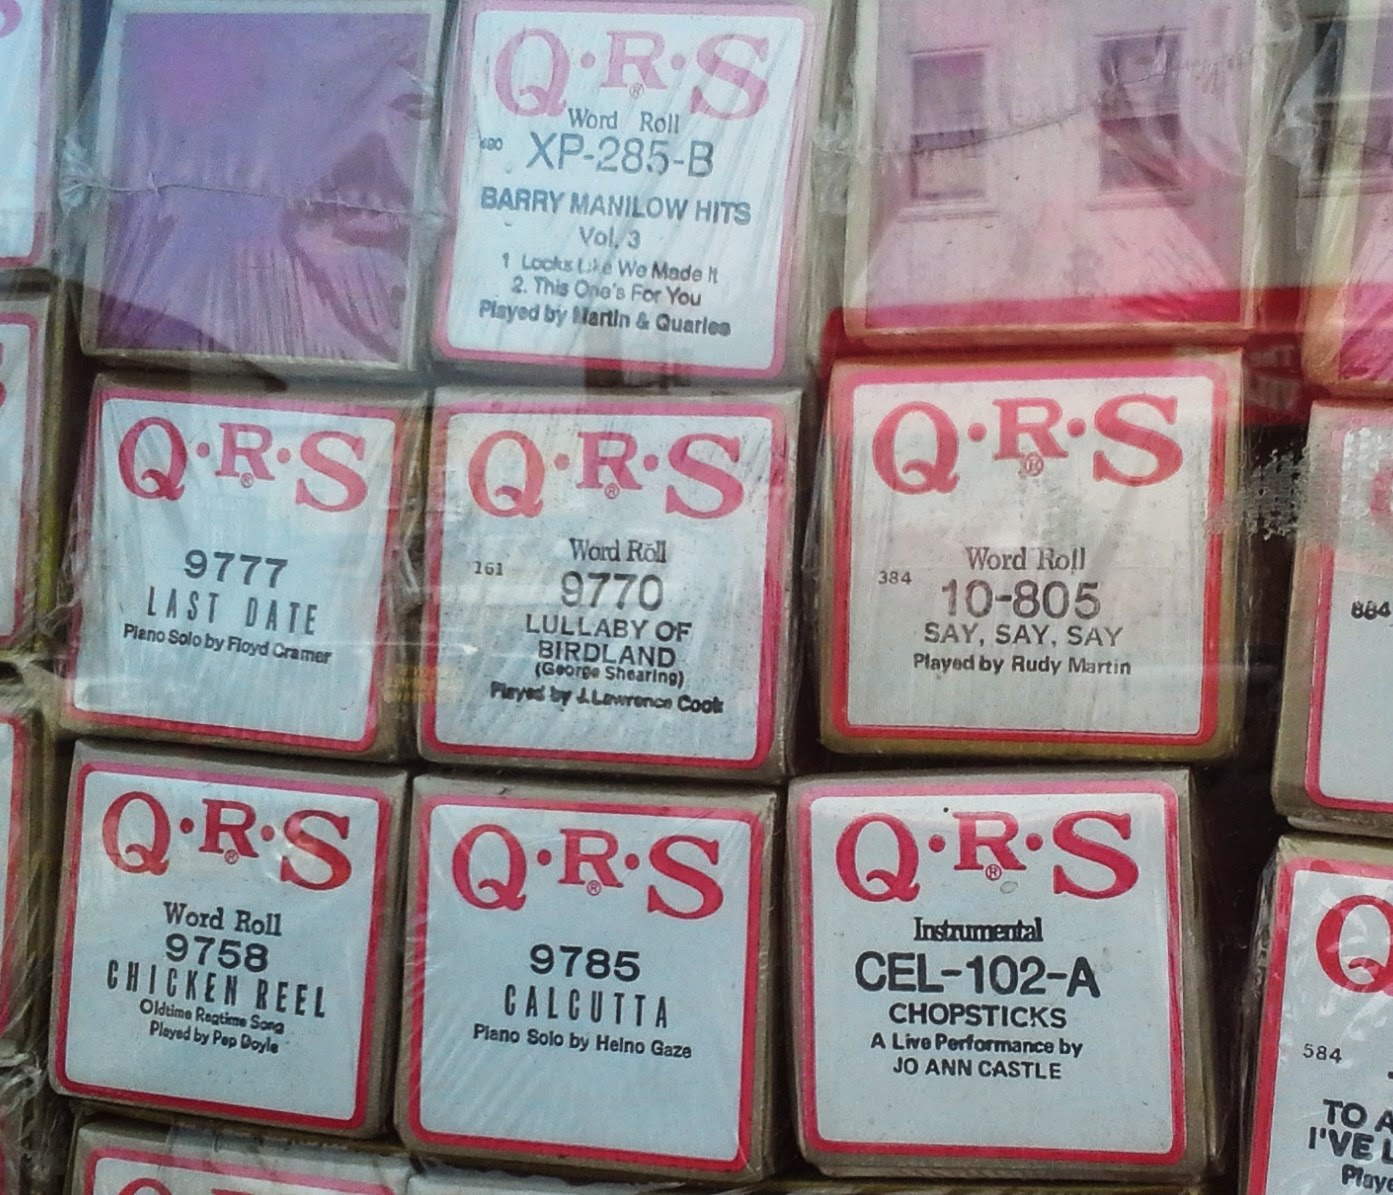 Q·R·S®
Word Roll
XP-285-B
BARRY MANILOW HITS
Vol. 3
1 Looks Like We Made It
2. This One's For You
Played by Martin & Quarles
Q·R·S®
9777
LAST DATE
Piano Solo by Floyd Cramer
Q·R·S®
Word Roll
161
9770
LULLABY OF
BIRDLAND
(George Shearing)
Played by J. Lawrence Cook
Q·R·S®
Word Roll
384
10-805
SAY, SAY, SAY
Played by Rudy Martin
884
Q·R·S®
Word Roll
9758
CHICKEN REEL
Oldtime Ragtime Song
Played by Pep Doyle
Q·R·S®
9785
CALCUTTA
Piano Solo by Heino Gaze
Q·R·S®
Instrumental
CEL-102-A
CHOPSTICKS
A Live Performance by
JO ANN CASTLE
Q
584
TO A
I'VE L
Playe